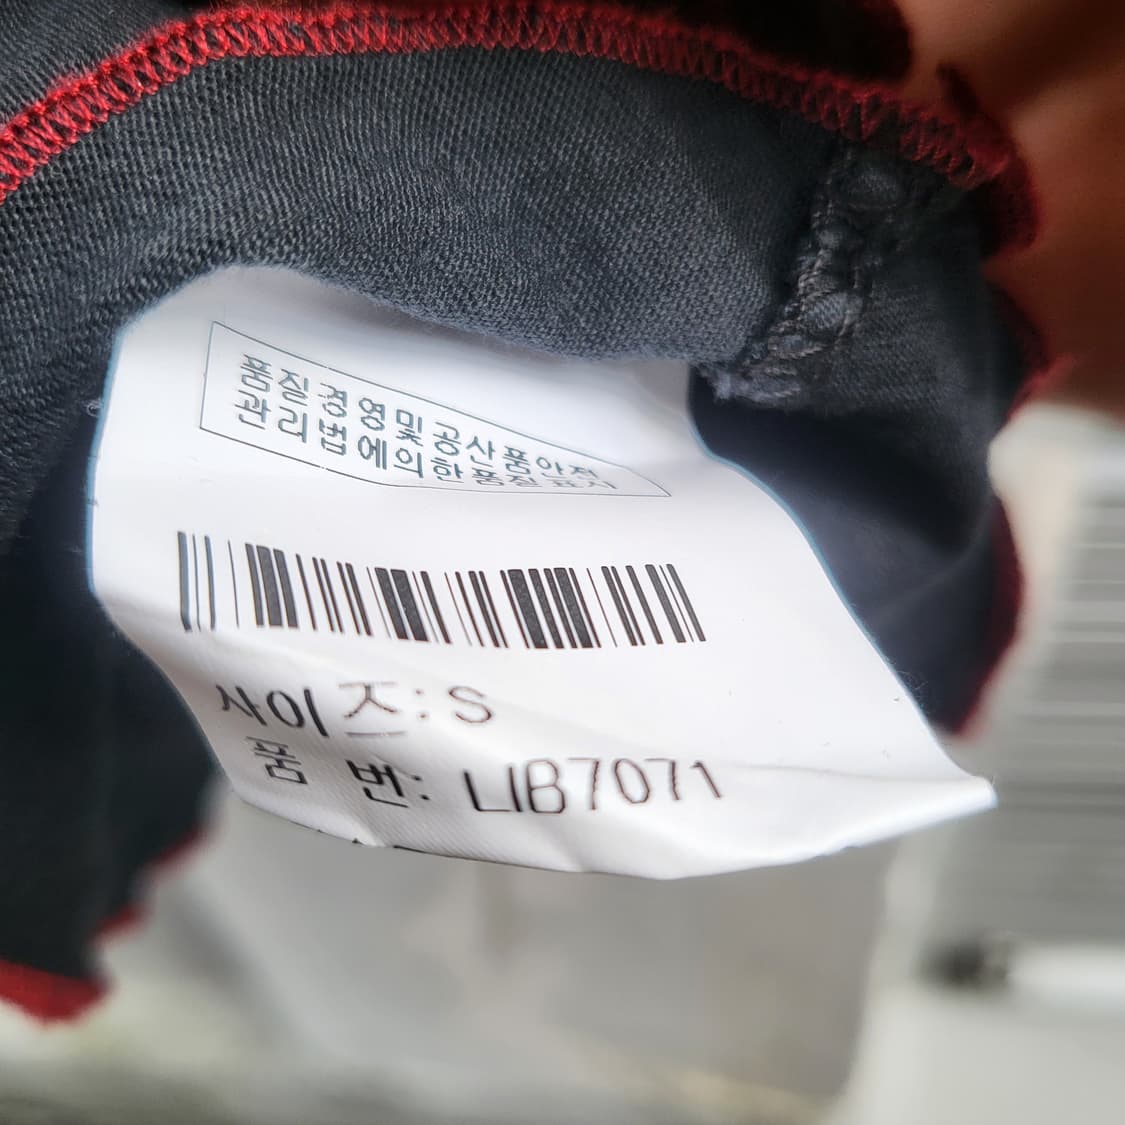 품질경영및공산품안전
관리법에의한품질표시
사이즈: S
품 번: LIB7071